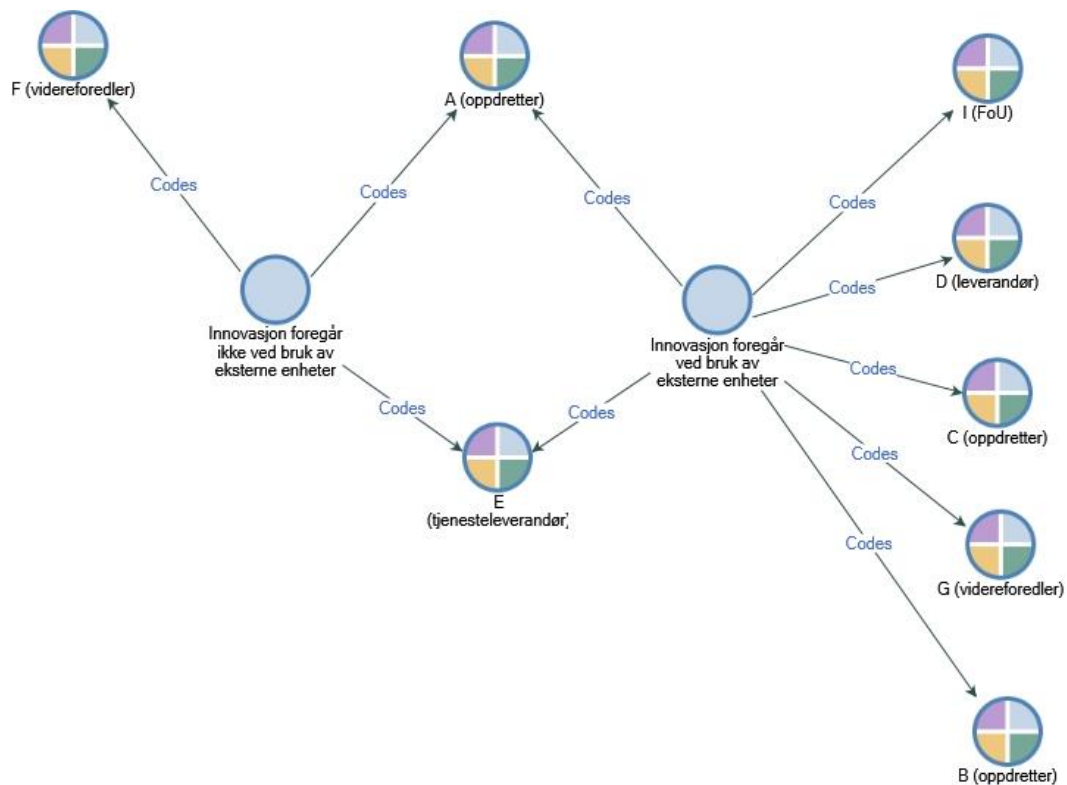 F (videreforedler)
A (oppdretter)
I (FoU)
Codes
Codes
Codes
Codes
D (leverandør)
Codes
Innovasjon foregår
ikke ved bruk av
eksterne enheter
Innovasjon foregår
ved bruk av
eksterne enheter
Codes
C (oppdretter)
Codes
Codes
Codes
E
(tjenesteleverandør)
Codes
G (videreforedler)
B (oppdretter)